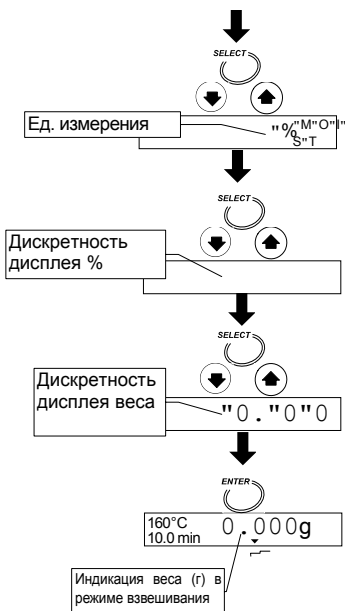 SELECT
Ед. измерения
"%"M"O"I"
S"T
SELECT
Дискретность
дисплея %
SELECT
Дискретность
дисплея веса
"0."0"0
ENTER
160°C
10.0 min
0.000g
Индикация веса (г) в
режиме взвешивания